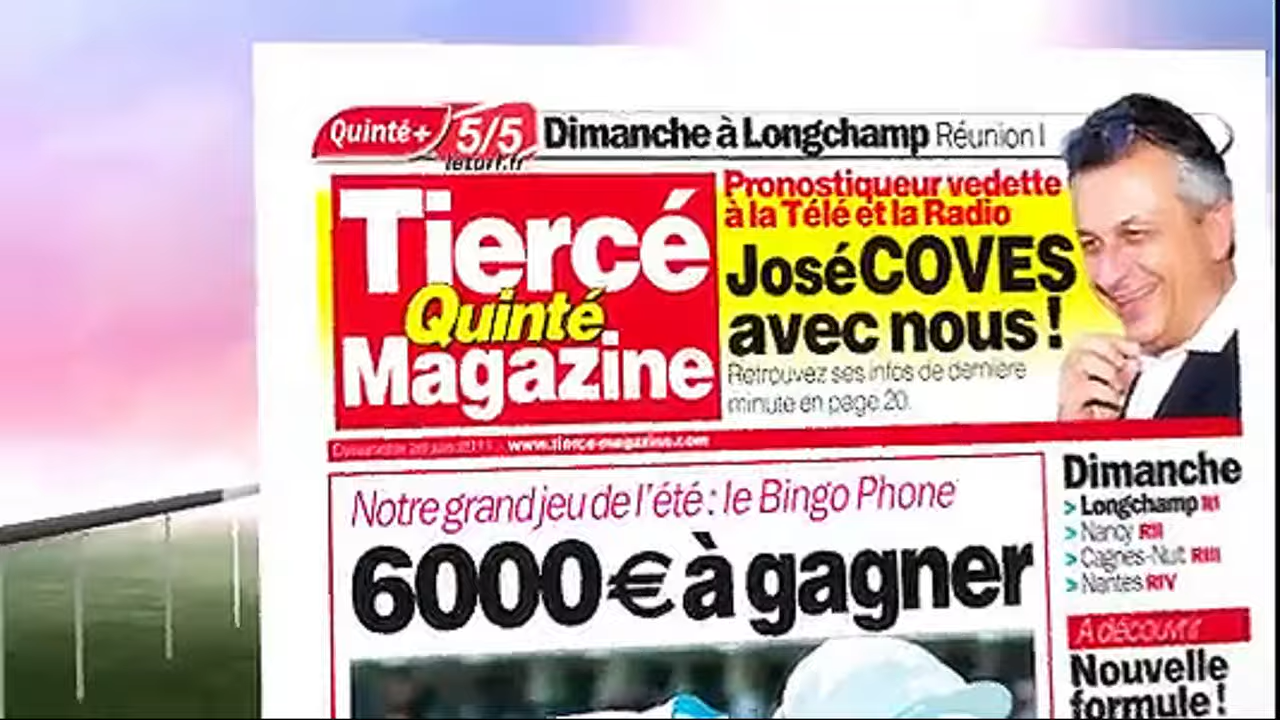 Quinté+ 5/5 Dimanche à Longchamp Réunion I
Tiercé
Quinté
Magazine
Pronostiqueur vedette
à la Télé et la Radio
José COVES
avec nous !
Retrouvez ses infos de dernière
minute en page 20.
www.tierce-magazine.com
Notre grand jeu de l'été : le Bingo Phone
6000 € à gagner
Dimanche
> Longchamp RI
> Nancy RII
> Cagnes-Nuit RIII
> Nantes RIV
A découvrir
Nouvelle
formule !